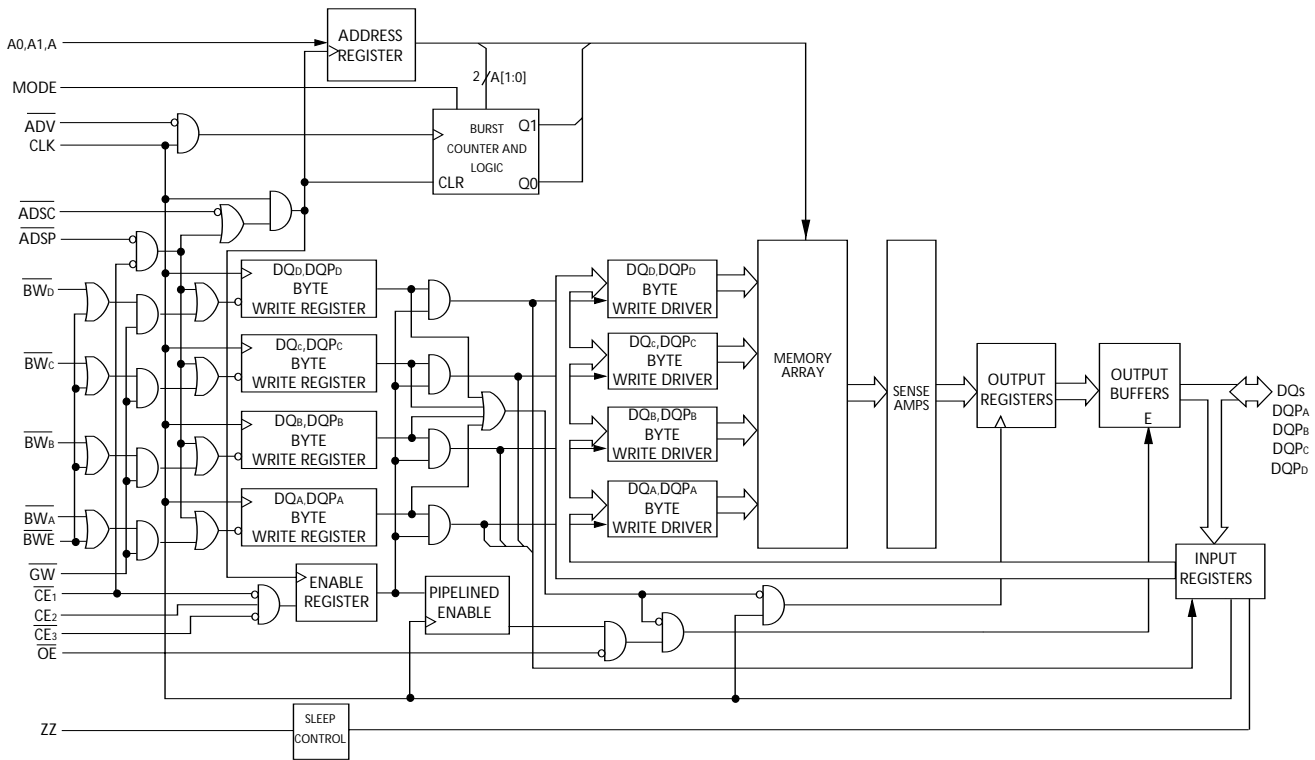 A0,A1,A
ADDRESS
REGISTER
2
A[1:0]
MODE
ADV
CLK
BURST
COUNTER AND
LOGIC
Q1
CLR
Q0
ADSC
ADSP
BWD
DQD,DQPD
BYTE
WRITE REGISTER
DQD,DQPD
BYTE
WRITE DRIVER
BWC
DQC,DQPC
BYTE
WRITE REGISTER
DQC,DQPC
BYTE
WRITE DRIVER
MEMORY
ARRAY
SENSE
AMPS
OUTPUT
REGISTERS
OUTPUT
BUFFERS
E
DQs
DQPA
DQPB
DQPC
DQPD
BWB
DQB,DQPB
BYTE
WRITE REGISTER
DQB,DQPB
BYTE
WRITE DRIVER
BWA
BWE
DQA,DQPA
BYTE
WRITE REGISTER
DQA,DQPA
BYTE
WRITE DRIVER
INPUT
REGISTERS
GW
CE1
CE2
CE3
OE
ENABLE
REGISTER
PIPELINED
ENABLE
ZZ
SLEEP
CONTROL